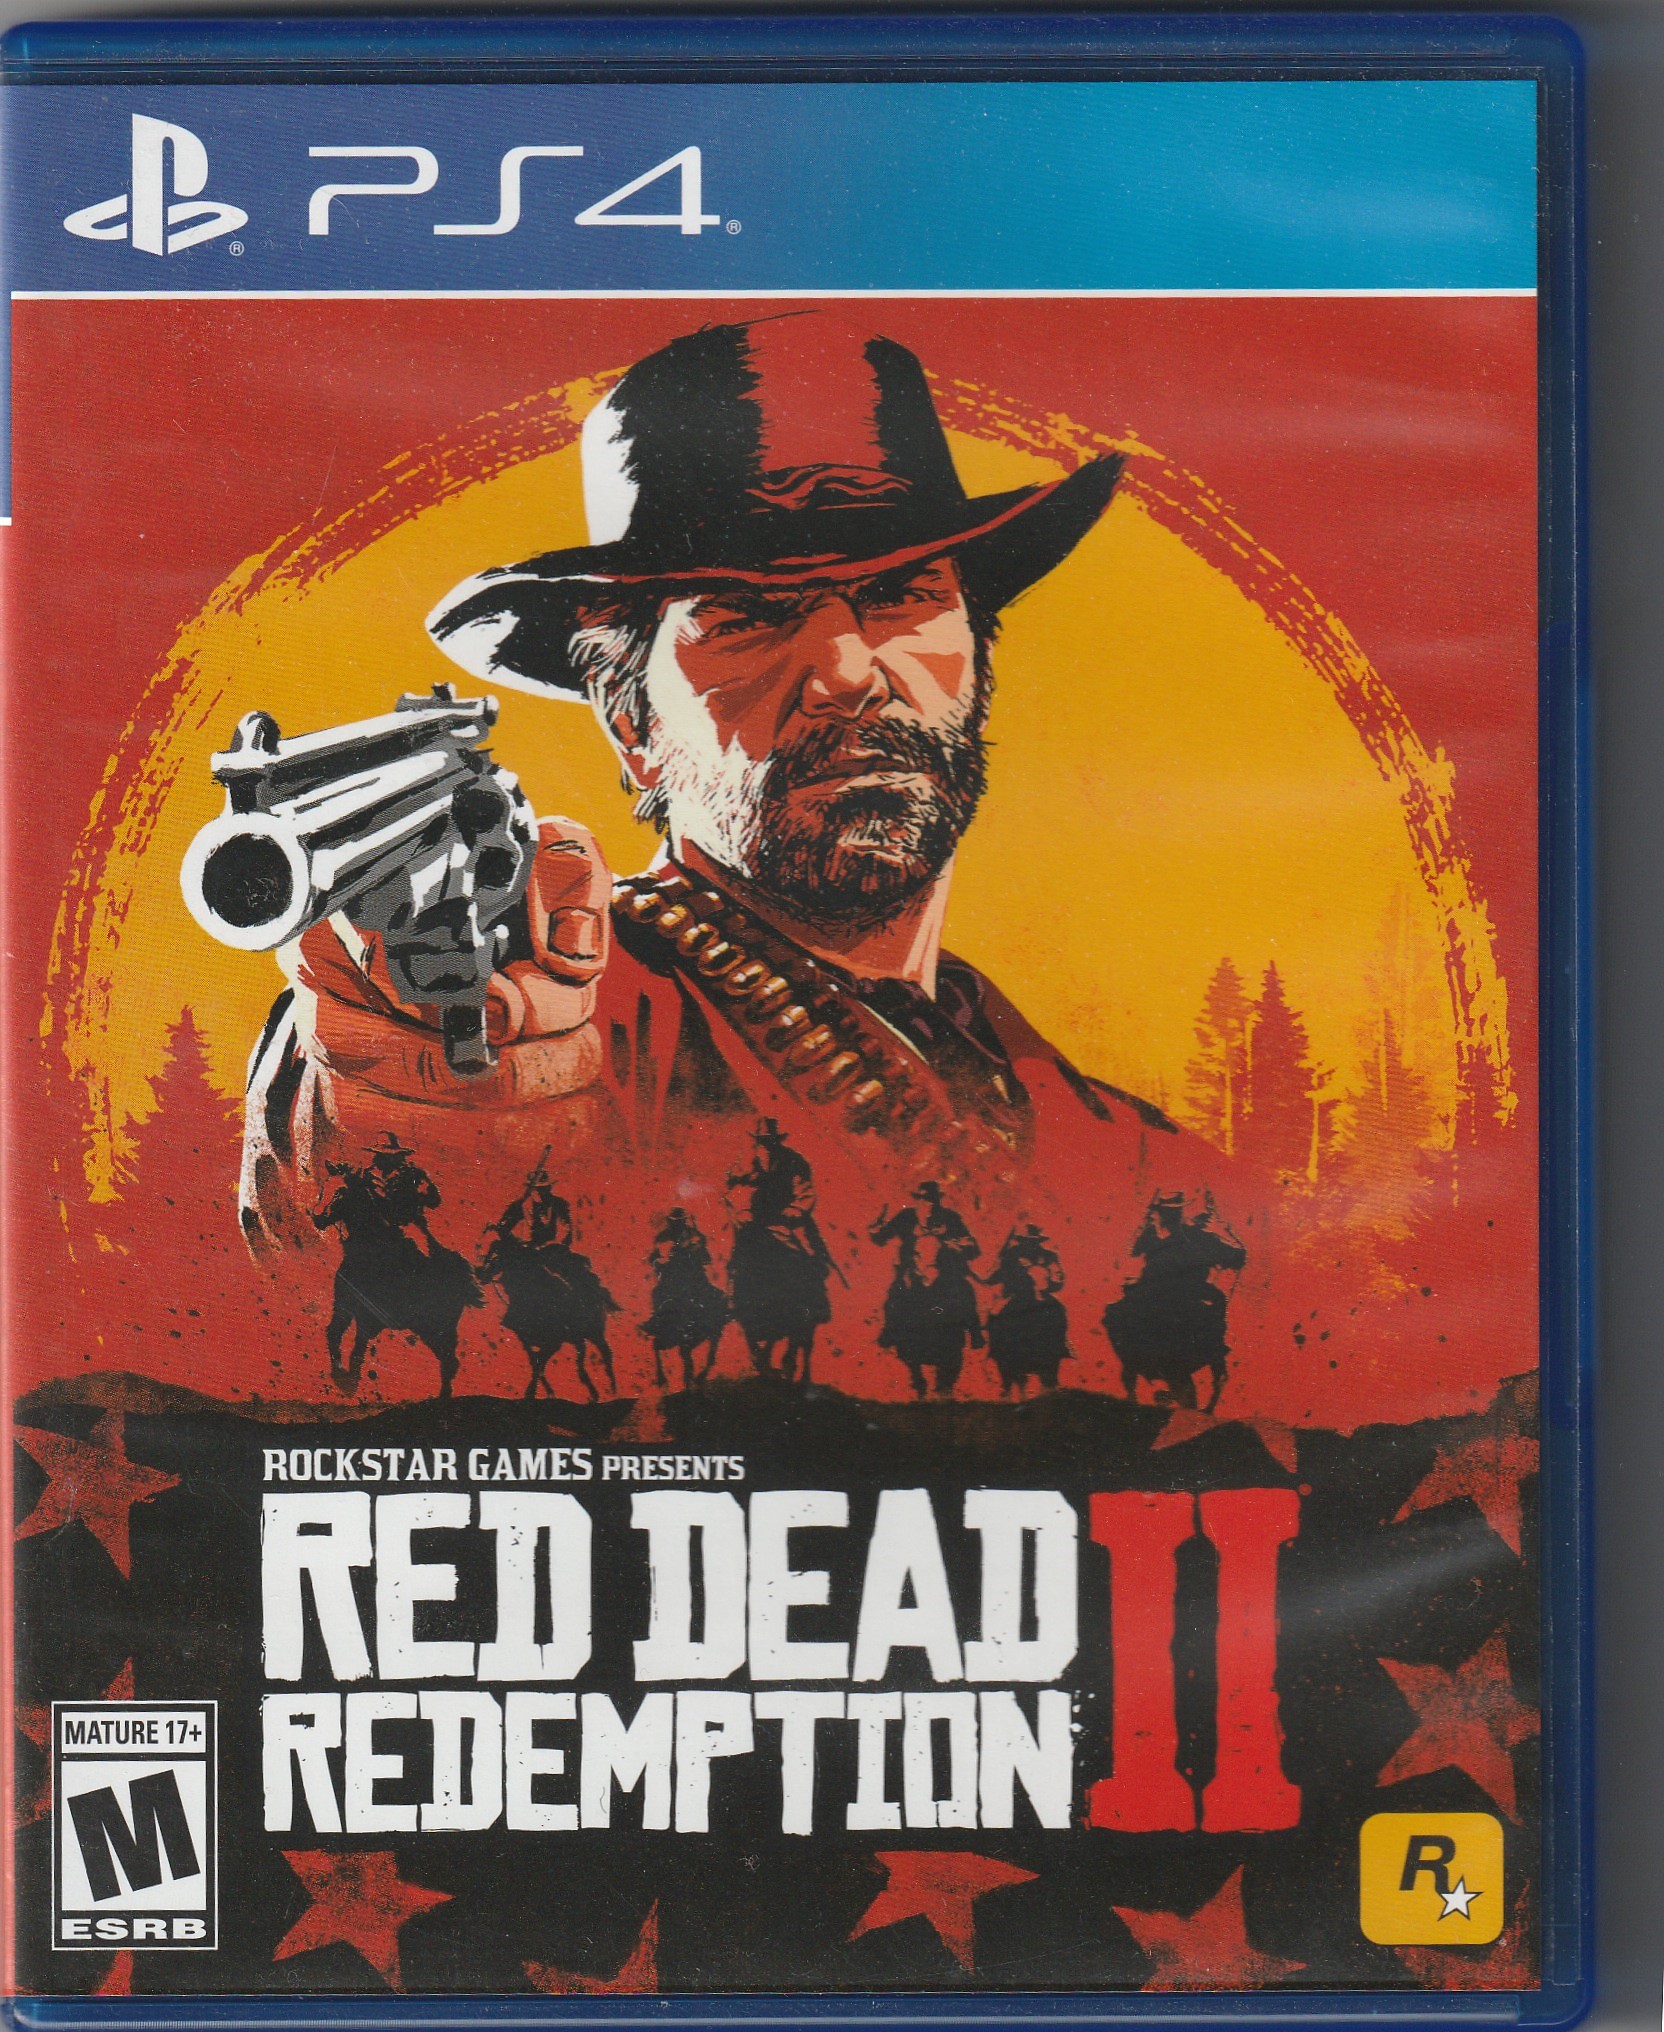 PS4®
ROCKSTAR GAMES PRESENTS
RED DEAD
REDEMPTION II
MATURE 17+
M
ESRB
R